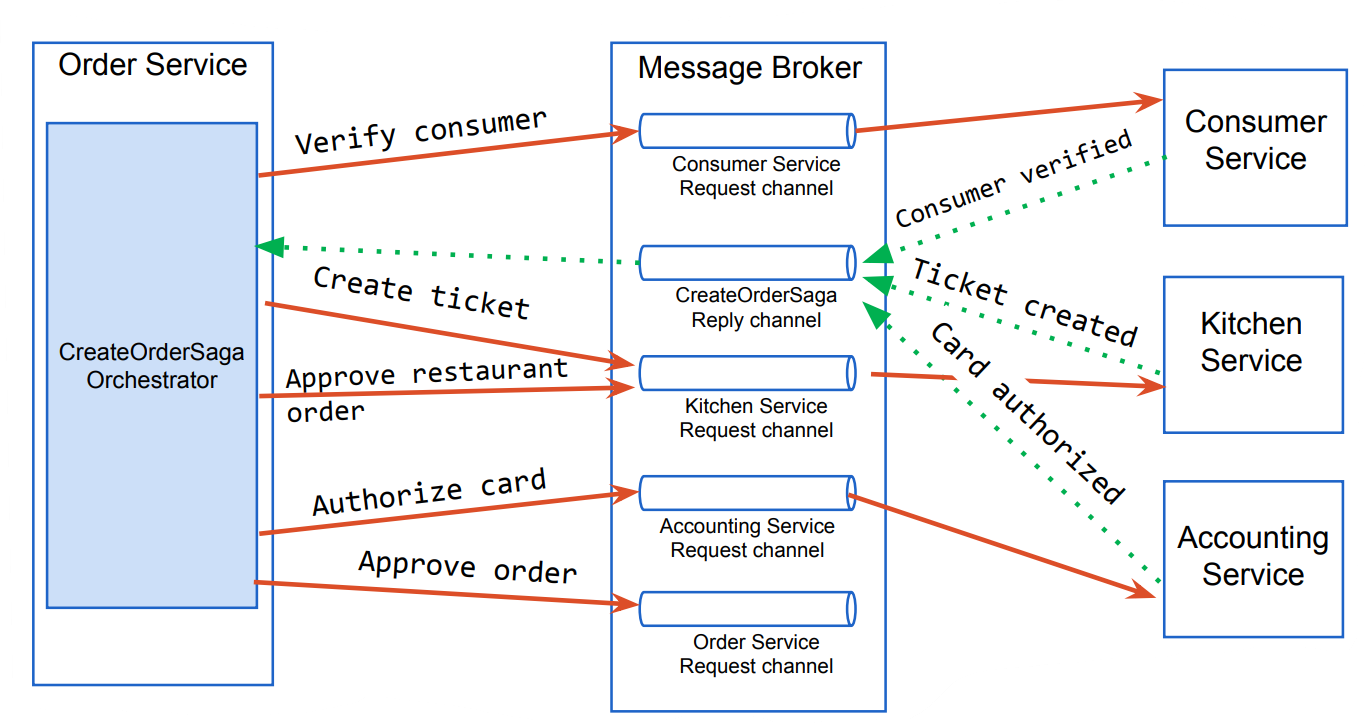 Order Service
Message Broker
Verify consumer
Consumer Service
Request channel
Consumer
Service
Consumer verified
CreateOrderSaga
Reply channel
Create ticket
Ticket created
Kitchen
Service
CreateOrderSaga
Orchestrator
Approve restaurant
order
Kitchen Service
Request channel
Card authorized
Authorize card
Accounting Service
Request channel
Accounting
Service
Approve order
Order Service
Request channel